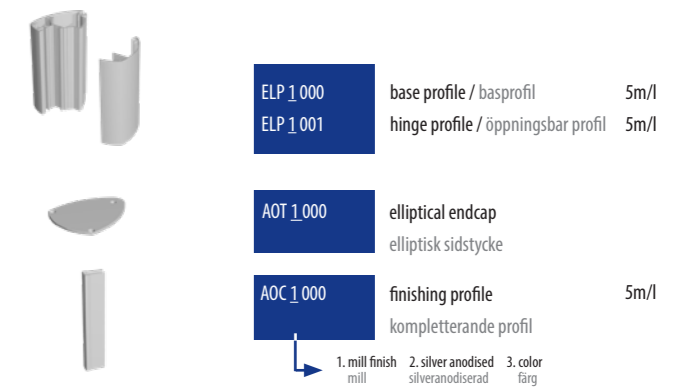 ELP 1 000 base profile / basprofil 5m/l
ELP 1 001 hinge profile / öppningsbar profil 5m/l
AOT 1 000 elliptical endcap
elliptisk sidstycke
AOC 1 000 finishing profile 5m/l
kompletterande profil
1. mill finish 2. silver anodised 3. color
mill silveranodiserad färg